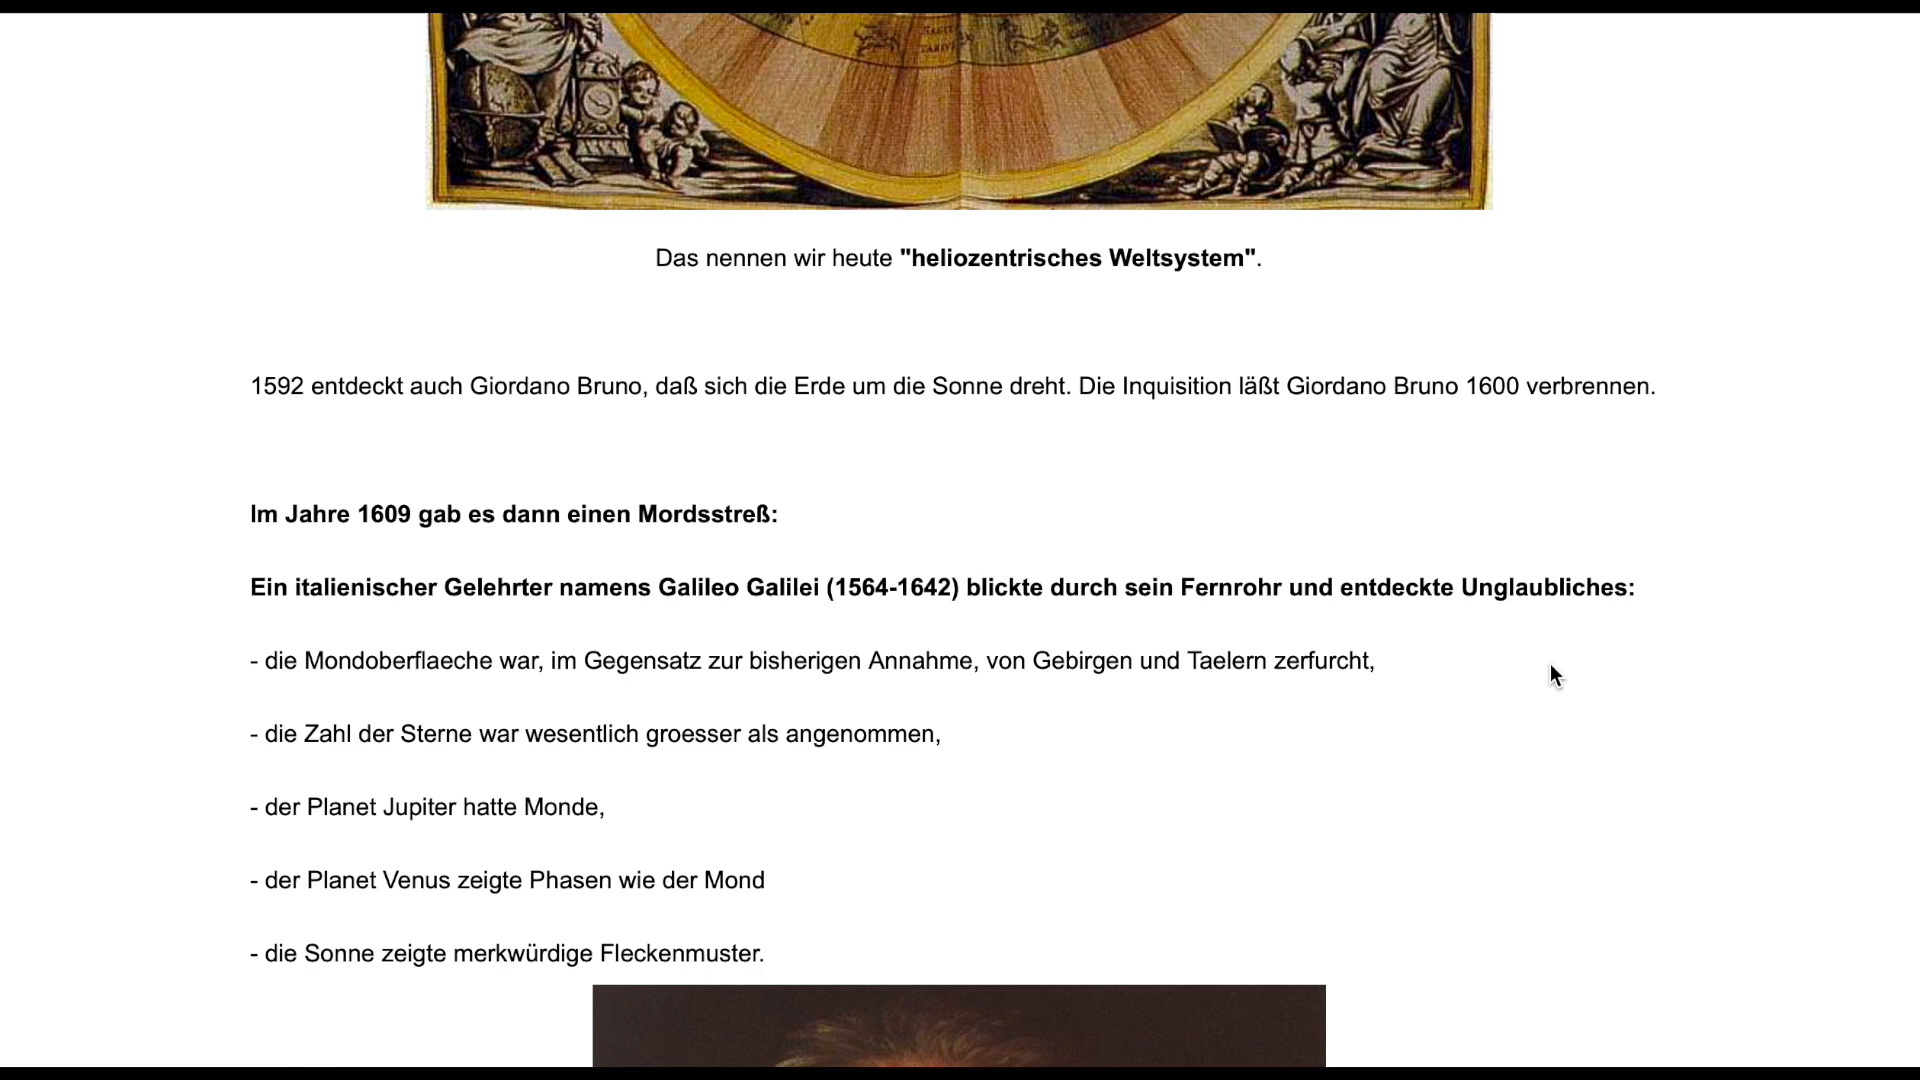 Das nennen wir heute "heliozentrisches Weltsystem".
1592 entdeckt auch Giordano Bruno, daß sich die Erde um die Sonne dreht. Die Inquisition läßt Giordano Bruno 1600 verbrennen.
Im Jahre 1609 gab es dann einen Mordsstreß:
Ein italienischer Gelehrter namens Galileo Galilei (1564-1642) blickte durch sein Fernrohr und entdeckte Unglaubliches:
- die Mondoberflaeche war, im Gegensatz zur bisherigen Annahme, von Gebirgen und Taelern zerfurcht,
- die Zahl der Sterne war wesentlich groesser als angenommen,
- der Planet Jupiter hatte Monde,
- der Planet Venus zeigte Phasen wie der Mond
- die Sonne zeigte merkwürdige Fleckenmuster.